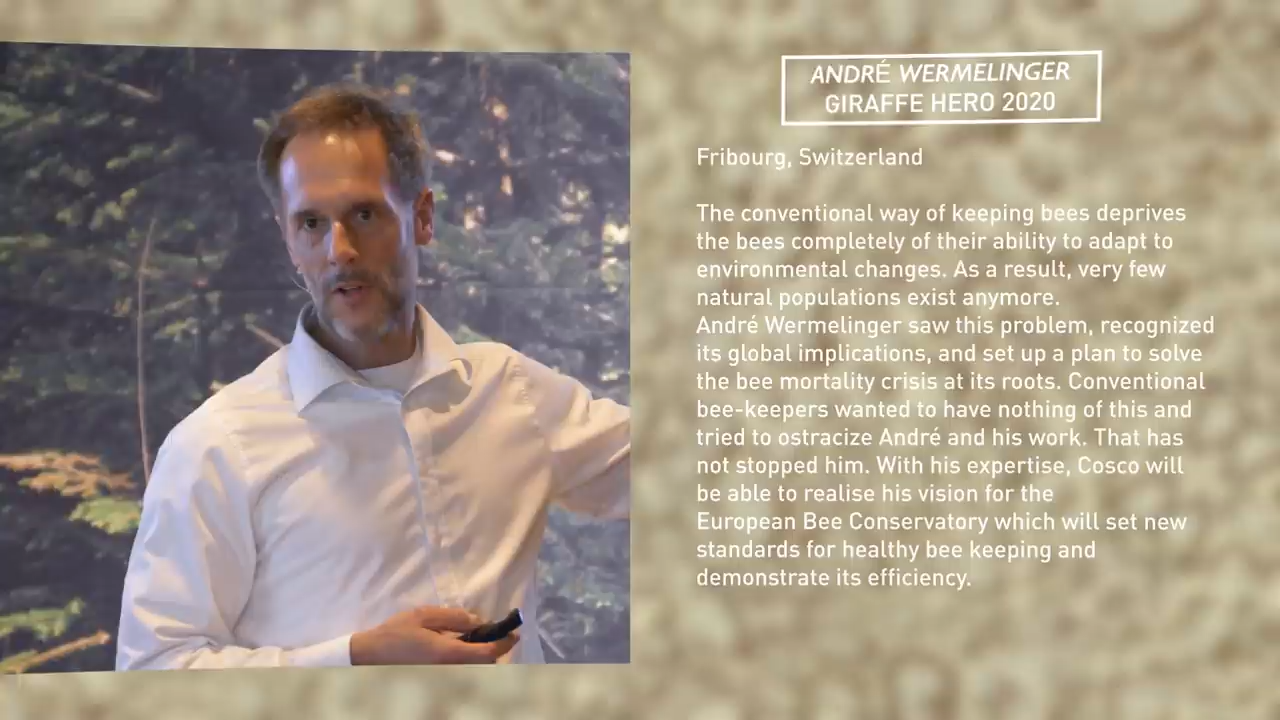 ANDRÉ WERMELINGER
GIRAFFE HERO 2020
Fribourg, Switzerland
The conventional way of keeping bees deprives
the bees completely of their ability to adapt to
environmental changes. As a result, very few
natural populations exist anymore.
André Wermelinger saw this problem, recognized
its global implications, and set up a plan to solve
the bee mortality crisis at its roots. Conventional
bee-keepers wanted to have nothing of this and
tried to ostracize André and his work. That has
not stopped him. With his expertise, Cosco will
be able to realise his vision for the
European Bee Conservatory which will set new
standards for healthy bee keeping and
demonstrate its efficiency.